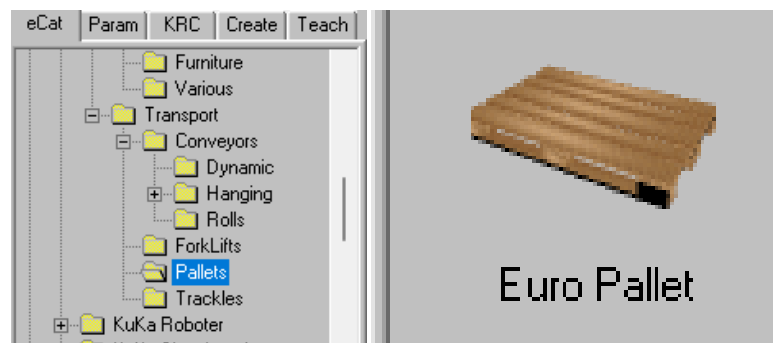 eCat Param KRC Create Teach
Furniture
Various
Transport
Conveyors
Dynamic
Hanging
Rolls
ForkLifts
Pallets
Trackles
KuKa Roboter
Euro Pallet